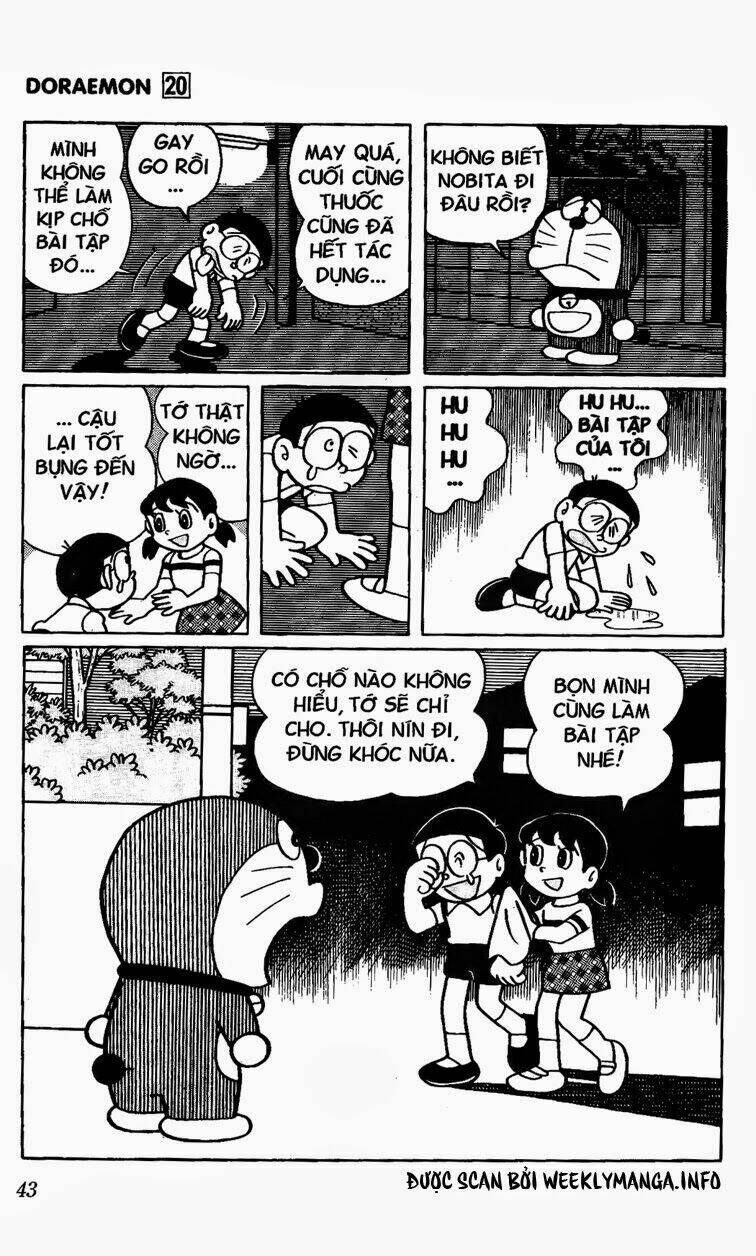 DORAEMON 20
KHÔNG BIẾT
NOBITA ĐI
ĐÂU RỒI?
MAY QUÁ,
CUỐI CÙNG
THUỐC
CŨNG ĐÃ
HẾT TÁC
DỤNG...
GAY
GO RỒI
...
MÌNH
KHÔNG
THỂ LÀM
KỊP CHỖ
BÀI TẬP
ĐÓ...
HU HU...
BÀI TẬP
CỦA TÔI
...
HU
HU
HU
...
TỚ THẬT
KHÔNG
NGỜ...
... CẬU
LẠI TỐT
BỤNG ĐẾN
VẬY!
BỌN MÌNH
CÙNG LÀM
BÀI TẬP
NHÉ!
CÓ CHỖ NÀO KHÔNG
HIỂU, TỚ SẼ CHỈ
CHO. THÔI NÍN ĐI,
ĐỪNG KHÓC NỮA.
43
ĐƯỢC SCAN BỞI WEEKLYMANGA.INFO